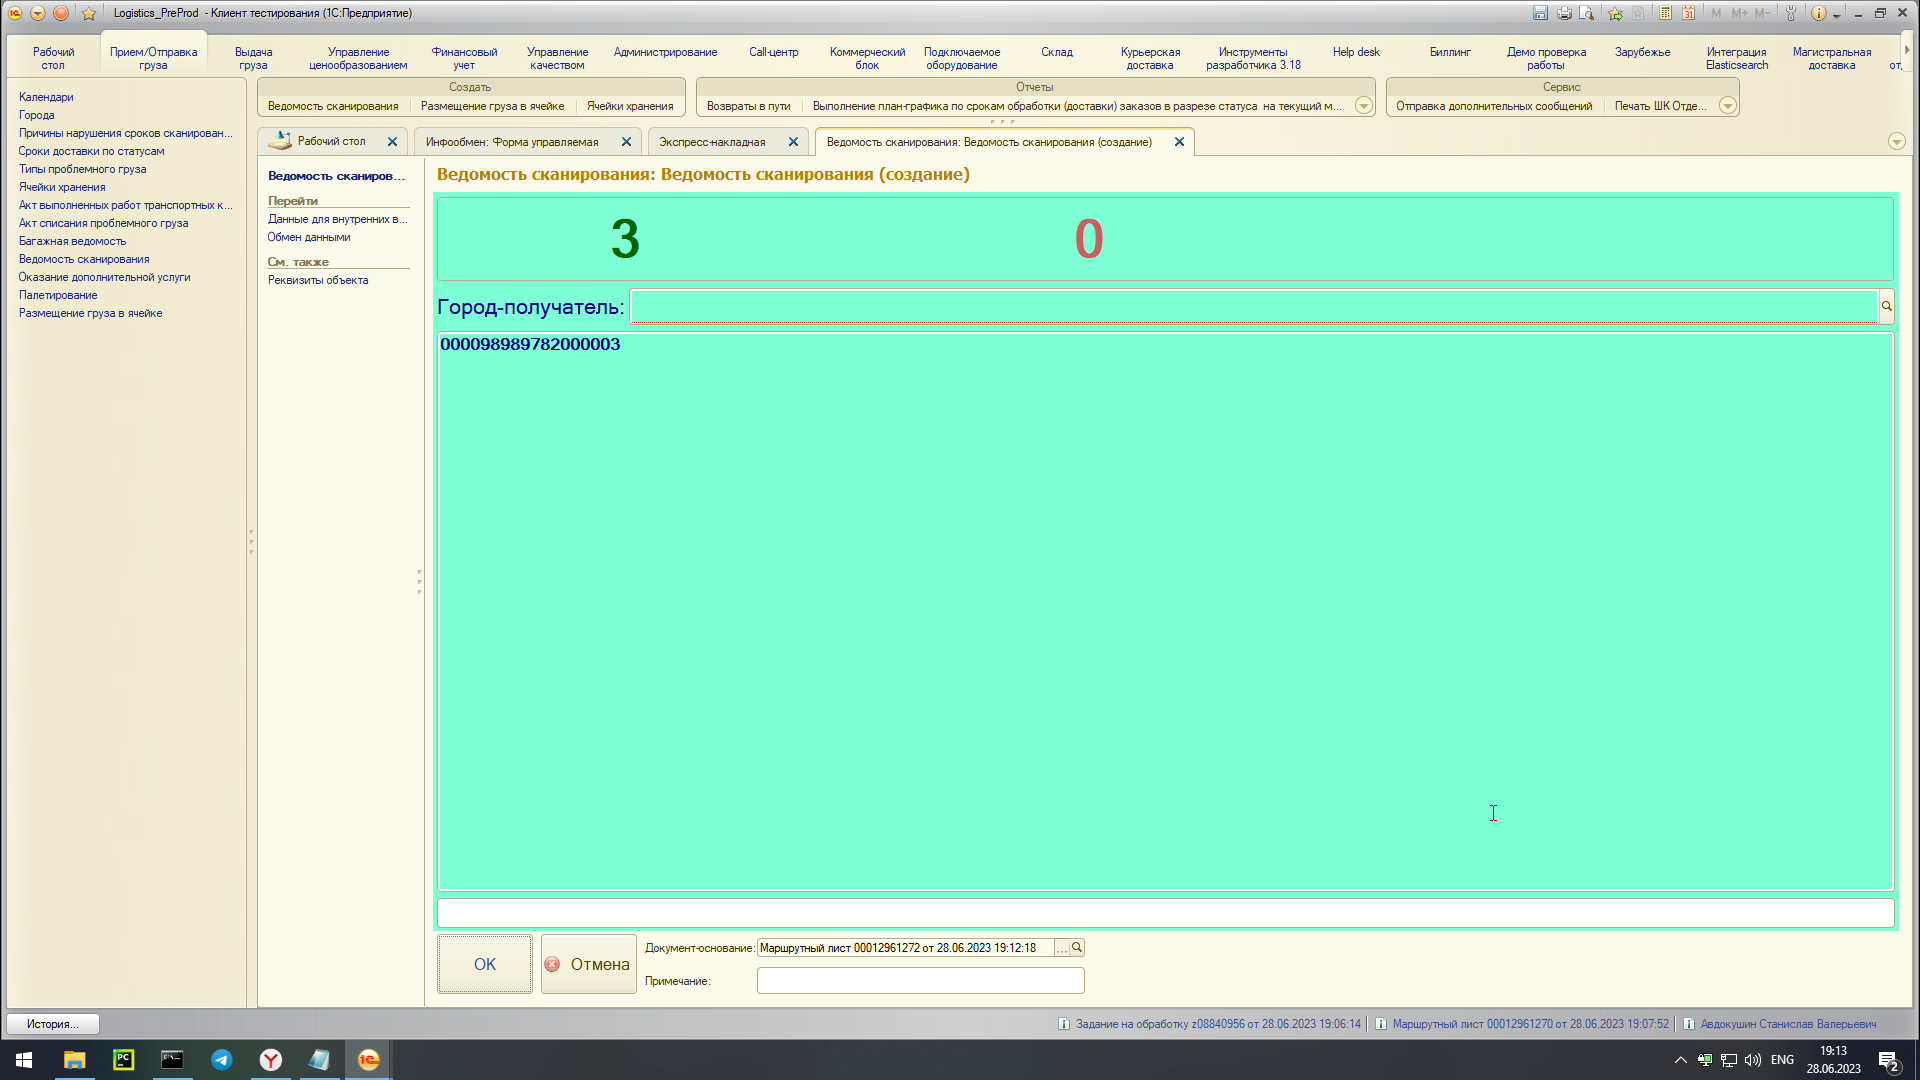 Logistics_PreProd - Клиент тестирования (1С:Предприятие)
M M+ M-
Рабочий стол
Прием/Отправка груза
Выдача груза
Управление ценообразованием
Финансовый учет
Управление качеством
Администрирование
Call-центр
Коммерческий блок
Подключаемое оборудование
Склад
Курьерская доставка
Инструменты разработчика 3.18
Help desk
Биллинг
Демо проверка работы
Зарубежье
Интеграция Elasticsearch
Магистральная доставка
Календари
Города
Причины нарушения сроков сканирован...
Сроки доставки по статусам
Типы проблемного груза
Ячейки хранения
Акт выполненных работ транспортных к...
Акт списания проблемного груза
Багажная ведомость
Ведомость сканирования
Оказание дополнительной услуги
Палетирование
Размещение груза в ячейке
Создать
Ведомость сканирования
Размещение груза в ячейке
Ячейки хранения
Отчеты
Возвраты в пути
Выполнение план-графика по срокам обработки (доставки) заказов в разрезе статуса на текущий м...
Сервис
Отправка дополнительных сообщений
Печать ШК Отде...
Рабочий стол
Инфообмен: Форма управляемая
Экспресс-накладная
Ведомость сканирования: Ведомость сканирования (создание)
Ведомость сканиров...
Перейти
Данные для внутренних в...
Обмен данными
См. также
Реквизиты объекта
Ведомость сканирования: Ведомость сканирования (создание)
3
0
Город-получатель:
000098989782000003
OK
Отмена
Документ-основание:
Маршрутный лист 00012961272 от 28.06.2023 19:12:18
Примечание:
История...
Задание на обработку z08840956 от 28.06.2023 19:06:14
Маршрутный лист 00012961270 от 28.06.2023 19:07:52
Авдокушин Станислав Валерьевич
ENG
19:13
28.06.2023
2